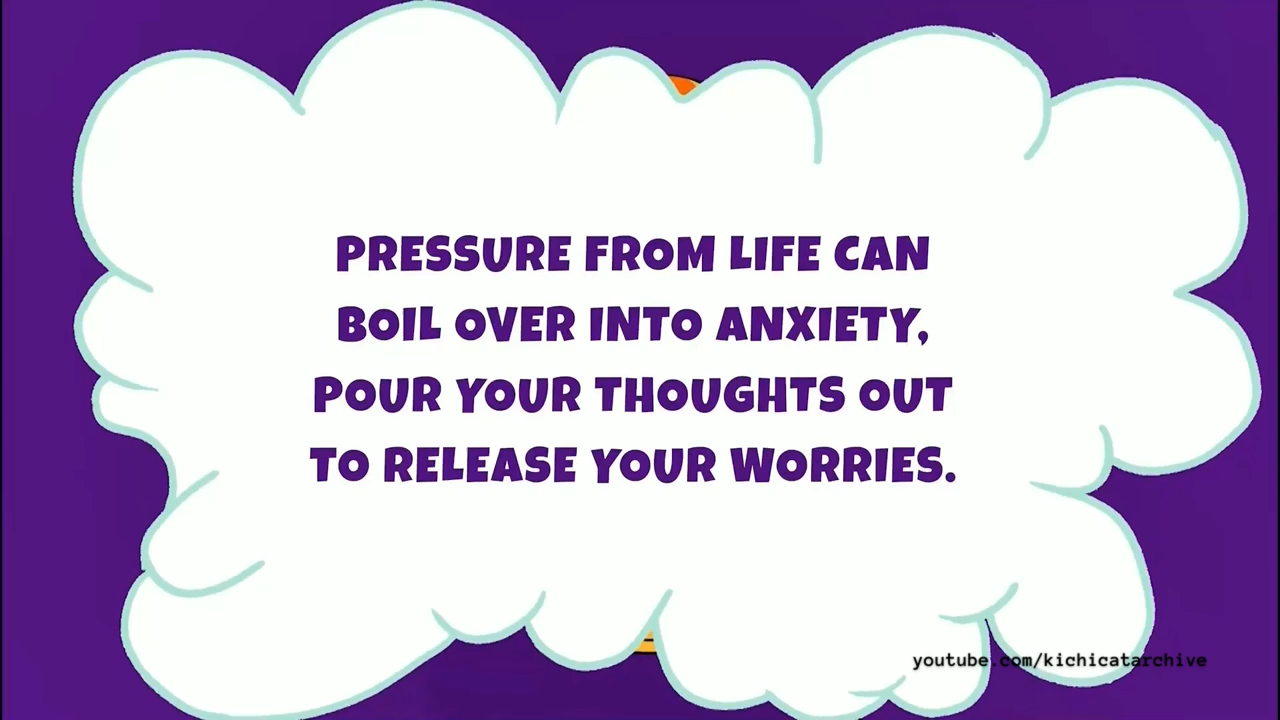 PRESSURE FROM LIFE CAN
BOIL OVER INTO ANXIETY,
POUR YOUR THOUGHTS OUT
TO RELEASE YOUR WORRIES.
youtube.com/kichicatarchive